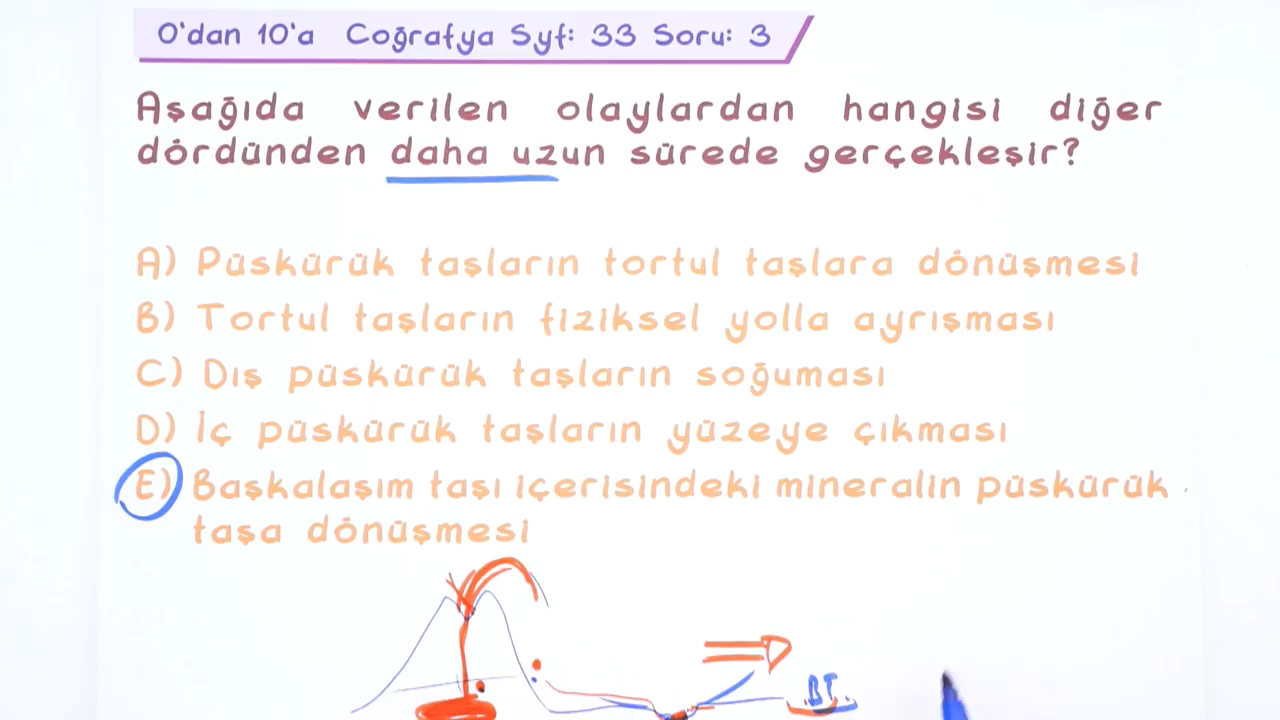 0'dan 10'a Coğrafya Syf: 33 Soru: 3
Aşağıda verilen olaylardan hangisi diğer
dördünden daha uzun sürede gerçekleşir?
A) Püskürük taşların tortul taşlara dönüşmesi
B) Tortul taşların fiziksel yolla ayrışması
C) Dış püskürük taşların soğuması
D) İç püskürük taşların yüzeye çıkması
E) Başkalaşım taşı içerisindeki mineralin püskürük
taşa dönüşmesi
BT